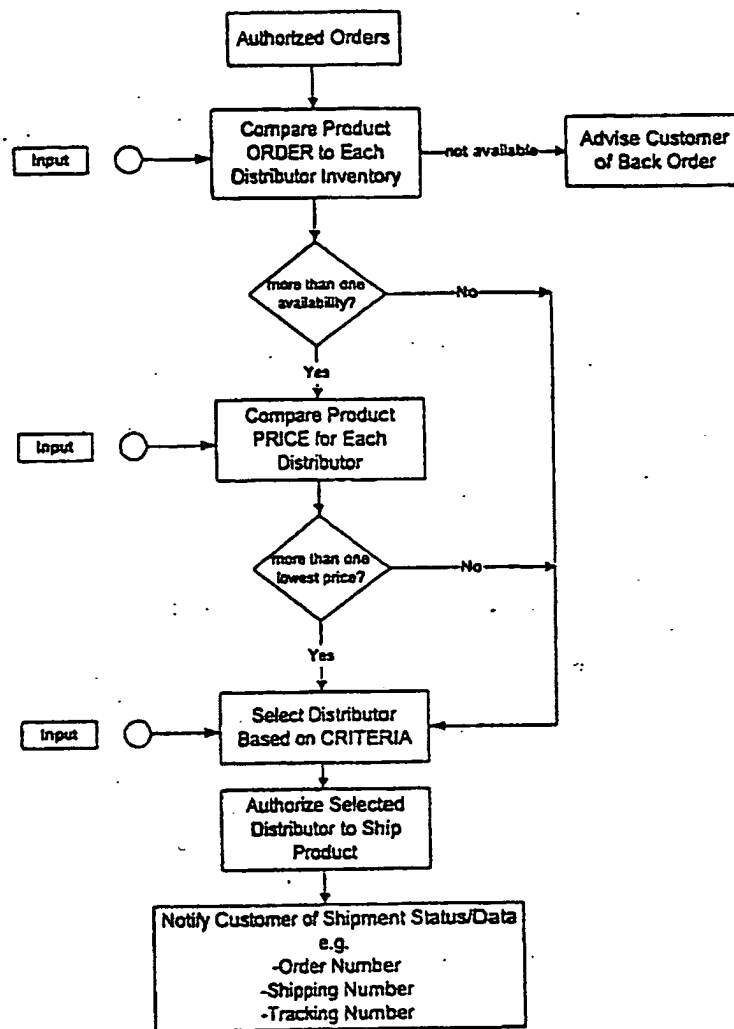 Authorized Orders
Input
Compare Product
ORDER to Each
Distributor Inventory
not available
Advise Customer
of Back Order
more than one
availability?
No
Yes
Input
Compare Product
PRICE for Each
Distributor
more than one
lowest price?
No
Yes
Input
Select Distributor
Based on CRITERIA
Authorize Selected
Distributor to Ship
Product
Notify Customer of Shipment Status/Data
e.g.
-Order Number
-Shipping Number
-Tracking Number